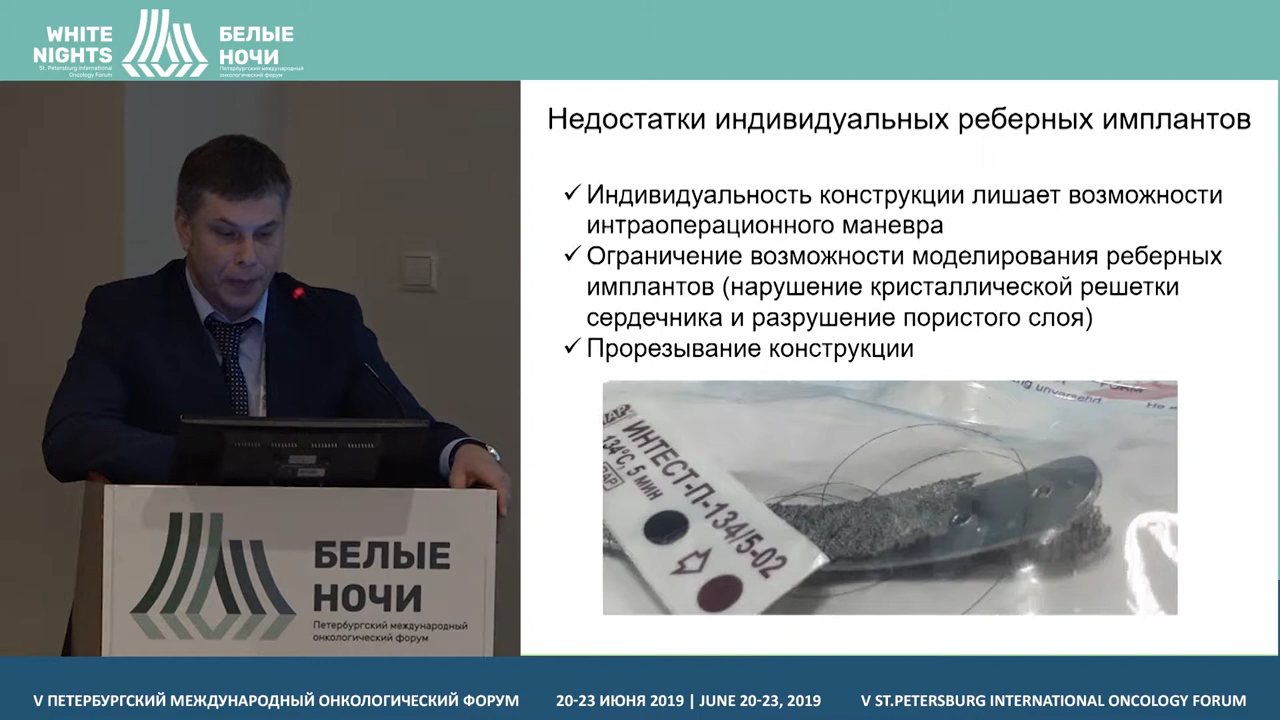 WHITE
NIGHTS
St. Petersburg International
Oncology Forum
БЕЛЫЕ
НОЧИ
Петербургский международный
онкологический форум
Недостатки индивидуальных реберных имплантов
✓ Индивидуальность конструкции лишает возможности
интраоперационного маневра
✓ Ограничение возможности моделирования реберных
имплантов (нарушение кристаллической решетки
сердечника и разрушение пористого слоя)
✓ Прорезывание конструкции
ИНТЕСТ-П-134/5-02
134°С, 5 мин
unversehrt
БЕЛЫЕ
НОЧИ
Петербургский международный
онкологический форум
V ПЕТЕРБУРГСКИЙ МЕЖДУНАРОДНЫЙ ОНКОЛОГИЧЕСКИЙ ФОРУМ
20-23 ИЮНЯ 2019 | JUNE 20-23, 2019
V ST.PETERSBURG INTERNATIONAL ONCOLOGY FORUM